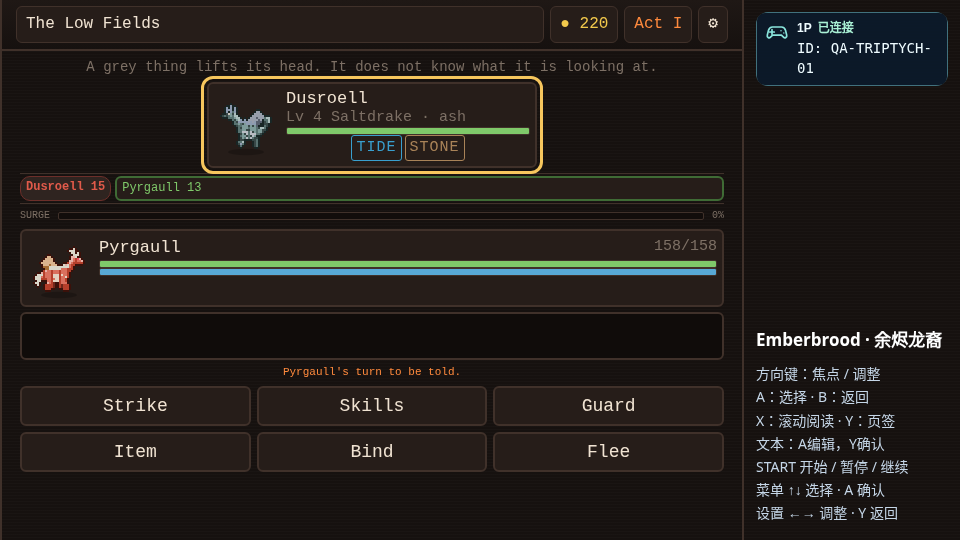 The Low Fields
● 220
Act I
⚙
A grey thing lifts its head. It does not know what it is looking at.
Dusroell
Lv 4 Saltdrake · ash
TIDE STONE
Dusroell 15
Pyrgaull 13
SURGE
0%
Pyrgaull
158/158
Pyrgaull's turn to be told.
Strike
Skills
Guard
Item
Bind
Flee
1P 已连接
ID: QA-TRIPTYCH-
01
Emberbrood · 余烬龙裔
方向键：焦点 / 调整
A：选择 · B：返回
X：滚动阅读 · Y：页签
文本：A编辑，Y确认
START 开始 / 暂停 / 继续
菜单 ↑↓ 选择 · A 确认
设置 ←→ 调整 · Y 返回